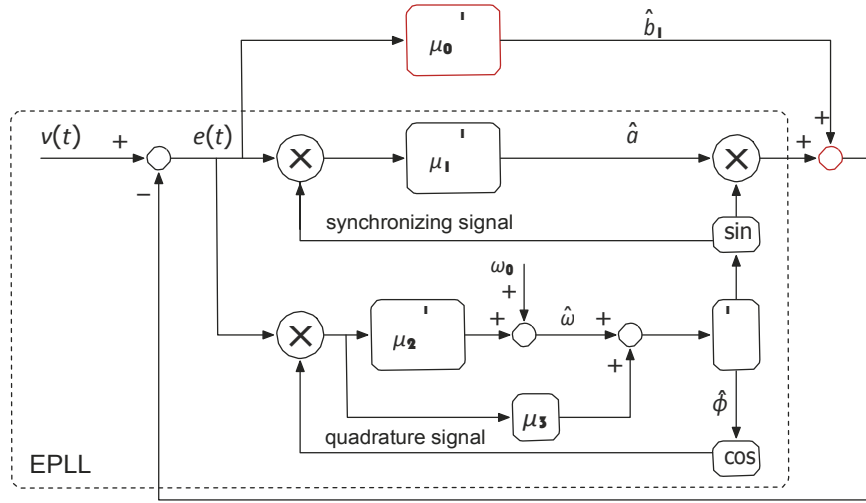 μ₀ ı
b̂₁
v(t) + e(t)
μ₁ ı
â
+ +
−
synchronizing signal
sin
ω₀
+
μ₂ ı
+ ω̂ +
ı
+
μ₃
ϕ̂
quadrature signal
cos
EPLL